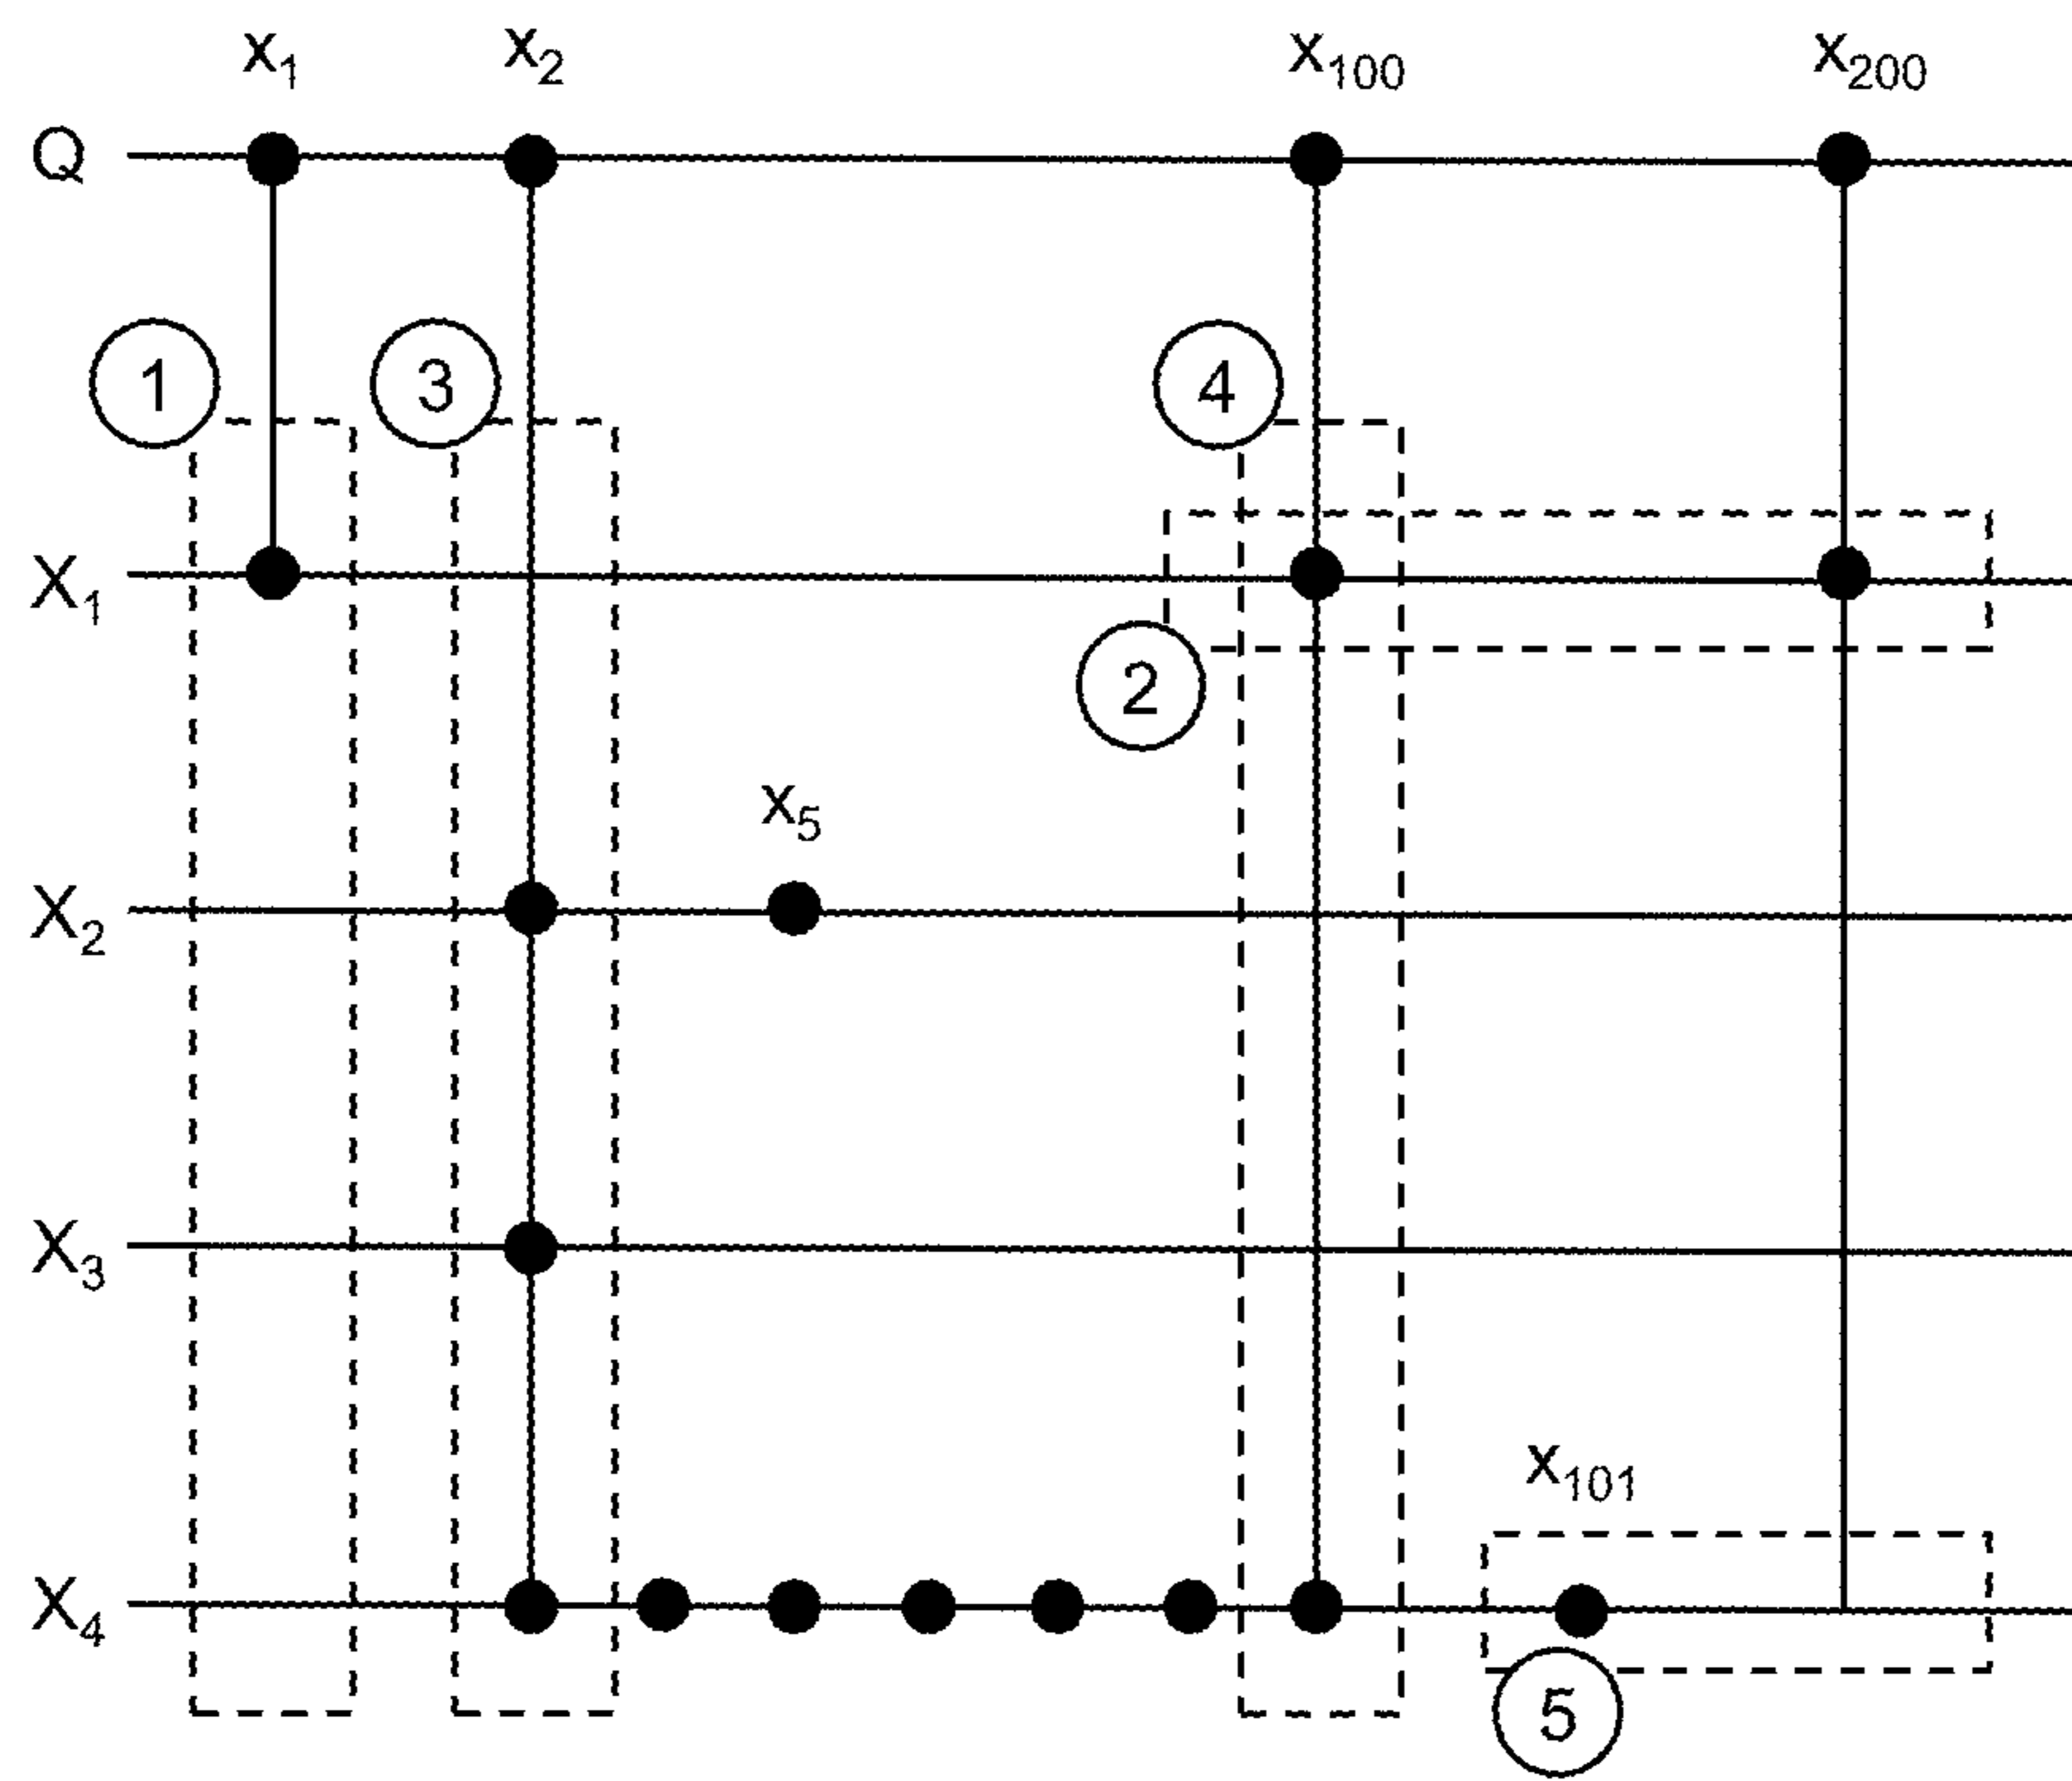 x₁ x₂ x₁₀₀ x₂₀₀
Q
1 3 4
X₁
2
x₅
X₂
X₃
x₁₀₁
X₄
5